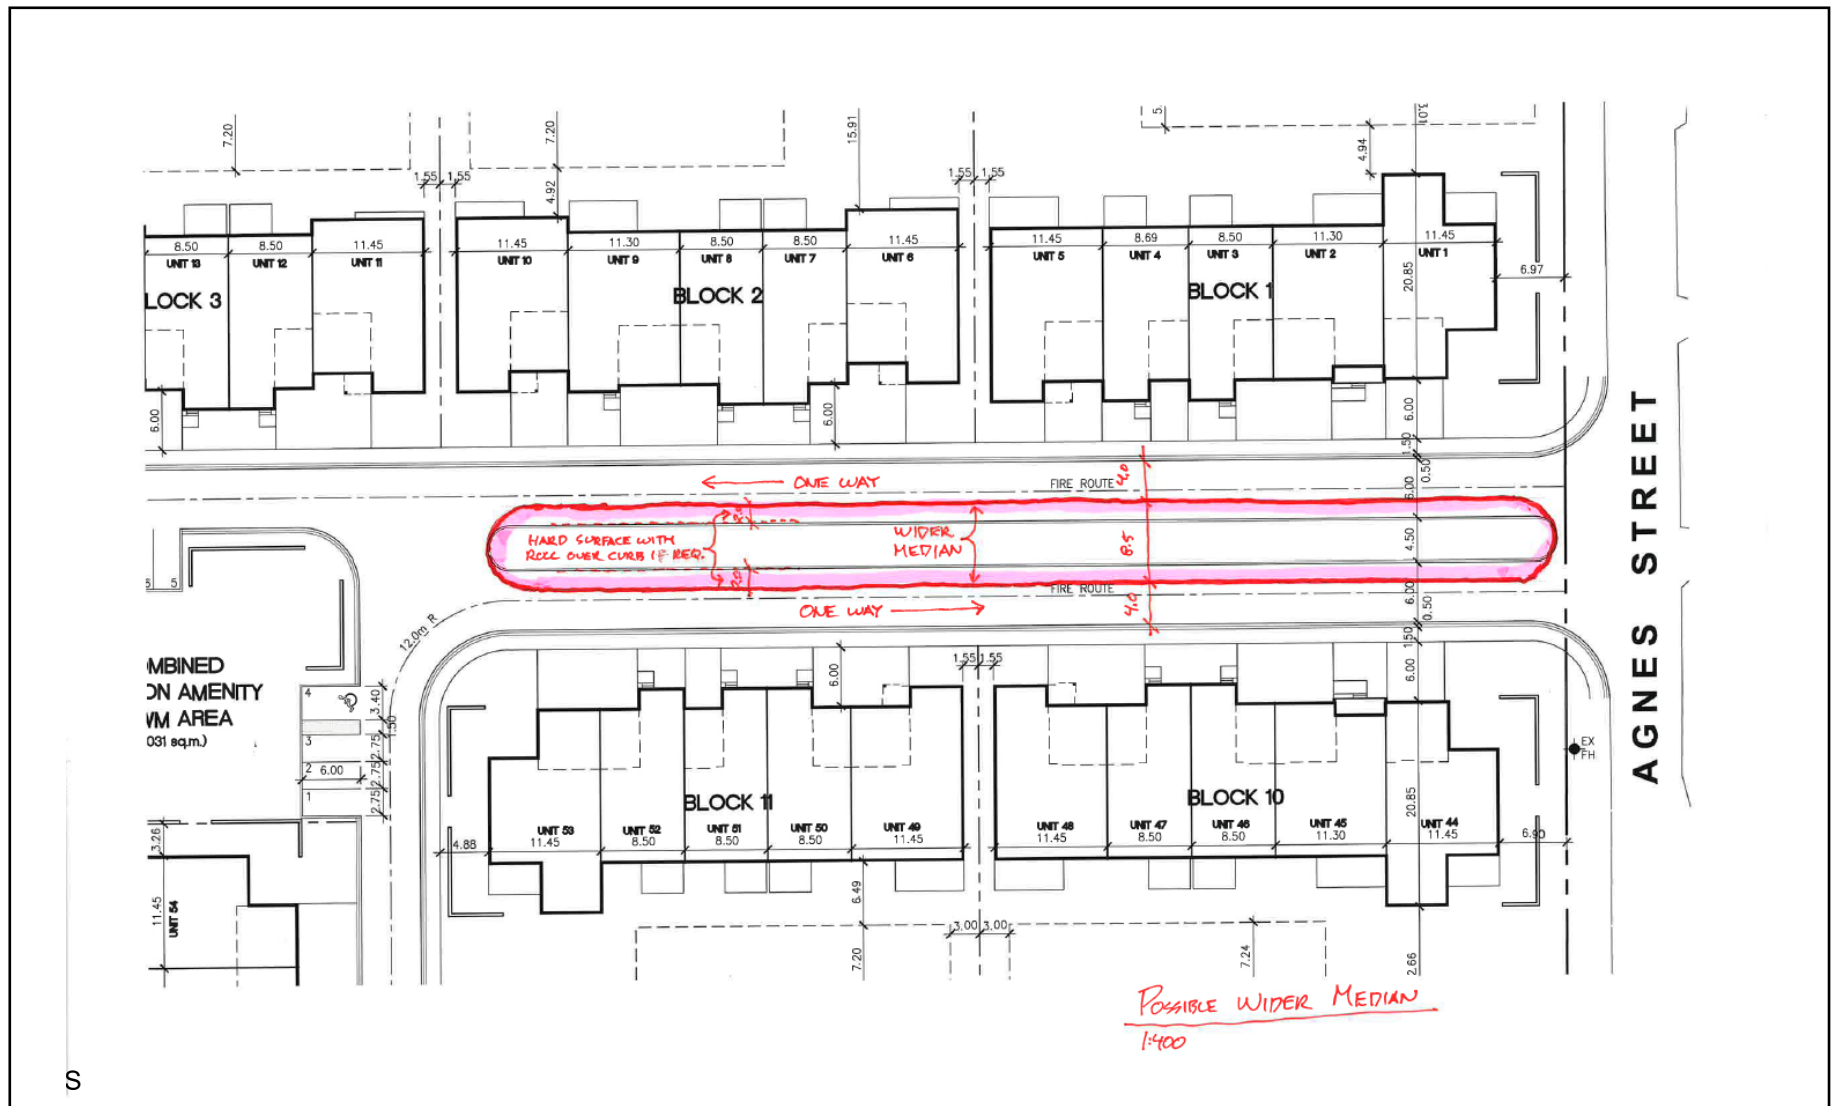 7.20
7.20
4.92
15.91
5.
4.94
3.01
1.55
1.55
1.55
1.55
8.50
8.50
11.45
UNIT 13
UNIT 12
UNIT 11
LOCK 3
11.45
11.30
8.50
8.50
11.45
UNIT 10
UNIT 9
UNIT 8
UNIT 7
UNIT 6
BLOCK 2
11.45
8.69
8.50
11.30
11.45
UNIT 5
UNIT 4
UNIT 3
UNIT 2
UNIT 1
BLOCK 1
20.85
6.97
6.00
6.00
6.00
1.50
0.50
6.00
ONE WAY
FIRE ROUTE
4.0
HARD SURFACE WITH
ROLL OVER CURB IF REQ.
WIDER
MEDIAN
8.5
4.50
FIRE ROUTE
ONE WAY
4.0
6.00
0.50
1.50
6.00
AGNES STREET
5
12.0m R
OMBINED
ON AMENITY
WM AREA
031 sq.m.)
4
3
2
1
3.40
.50
2.75
2.75
2.75
6.00
6.00
1.55
1.55
EX
FH
BLOCK 11
UNIT 53
UNIT 52
UNIT 51
UNIT 50
UNIT 49
11.45
8.50
8.50
8.50
11.45
4.88
BLOCK 10
UNIT 48
UNIT 47
UNIT 46
UNIT 45
UNIT 44
11.45
8.50
8.50
11.30
11.45
20.85
6.90
3.26
11.45
UNIT 54
6.49
7.20
3.00
3.00
7.24
2.66
POSSIBLE WIDER MEDIAN
1:400
S